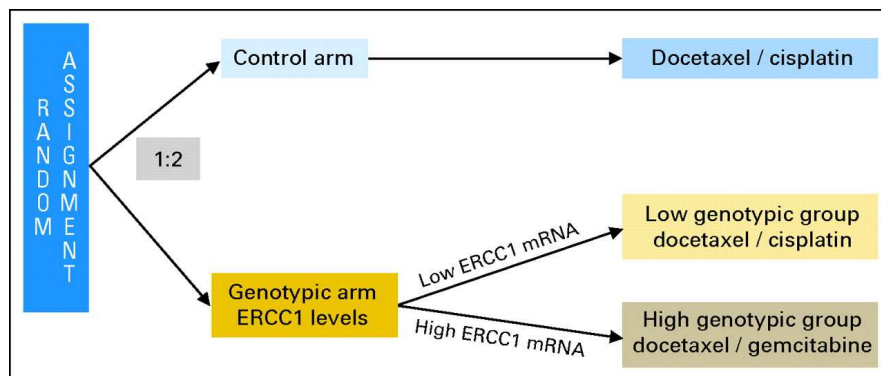 RANDOM
ASSIGNMENT
1:2
Control arm
Docetaxel / cisplatin
Genotypic arm
ERCC1 levels
Low ERCC1 mRNA
Low genotypic group
docetaxel / cisplatin
High ERCC1 mRNA
High genotypic group
docetaxel / gemcitabine